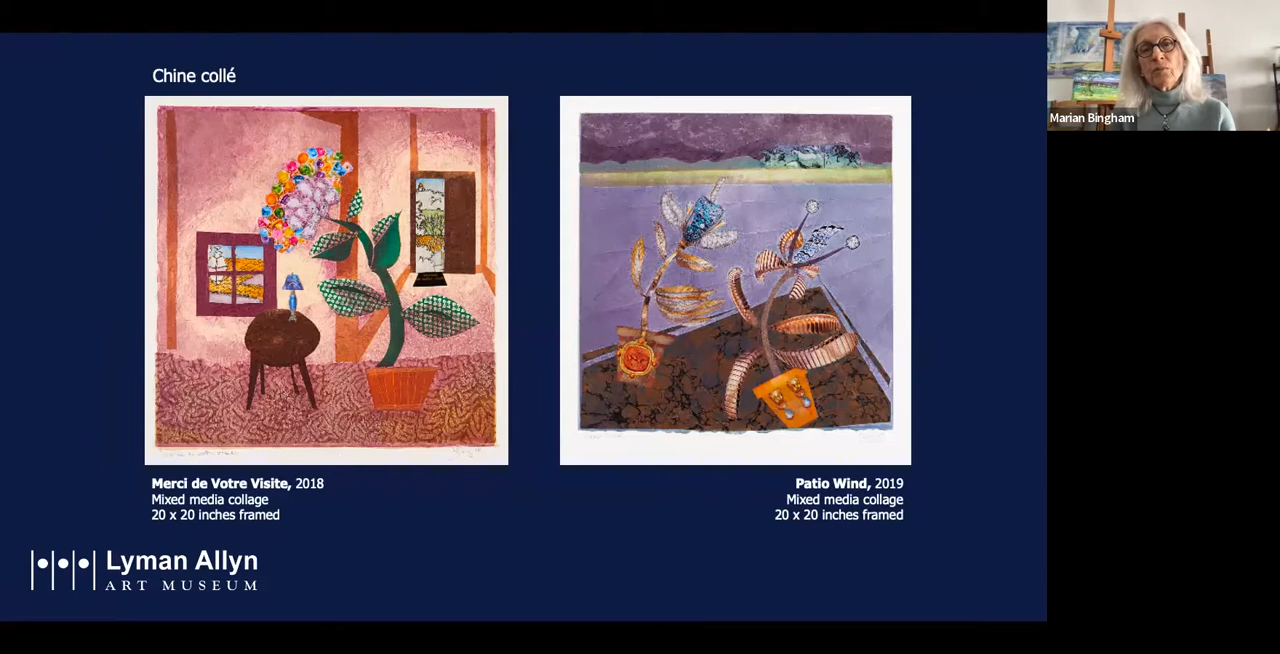 Chine collé
Marian Bingham
Merci de Votre Visite, 2018
Mixed media collage
20 x 20 inches framed
Patio Wind, 2019
Mixed media collage
20 x 20 inches framed
Lyman Allyn
ART MUSEUM